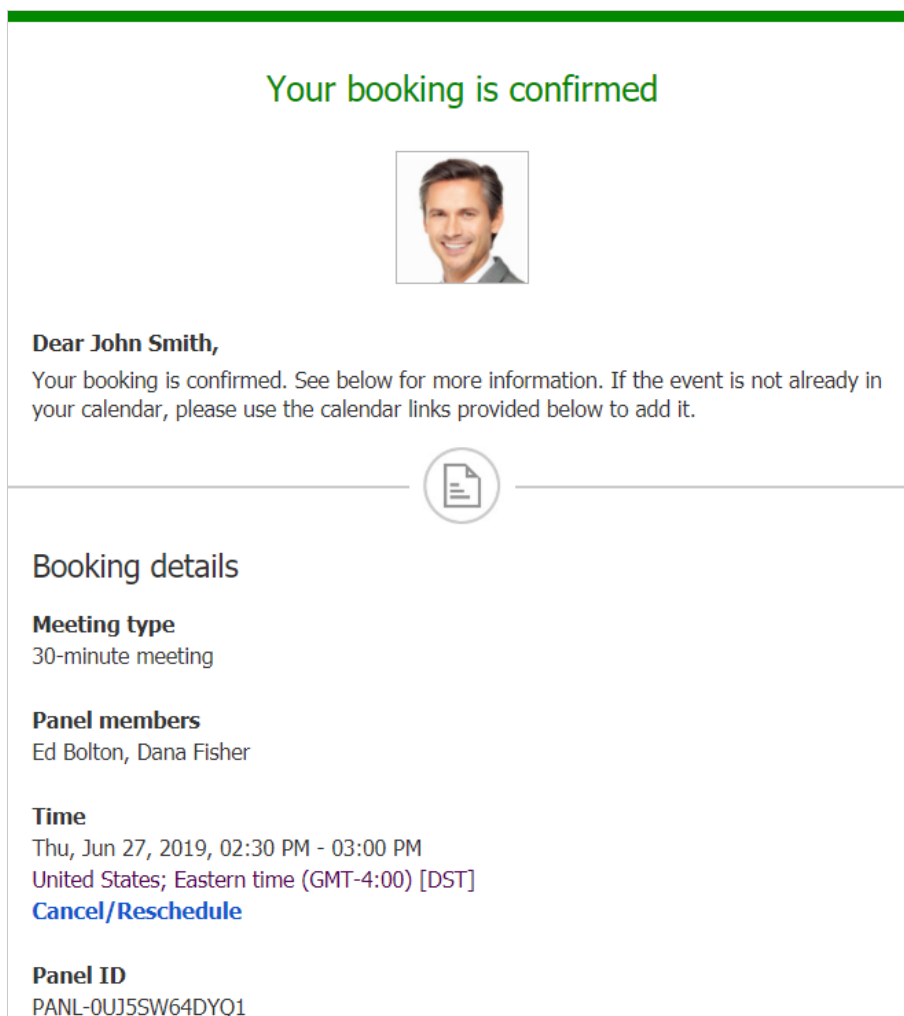 Your booking is confirmed
Dear John Smith,
Your booking is confirmed. See below for more information. If the event is not already in
your calendar, please use the calendar links provided below to add it.
Booking details
Meeting type
30-minute meeting
Panel members
Ed Bolton, Dana Fisher
Time
Thu, Jun 27, 2019, 02:30 PM - 03:00 PM
United States; Eastern time (GMT-4:00) [DST]
Cancel/Reschedule
Panel ID
PANL-0UJ5SW64DYQ1